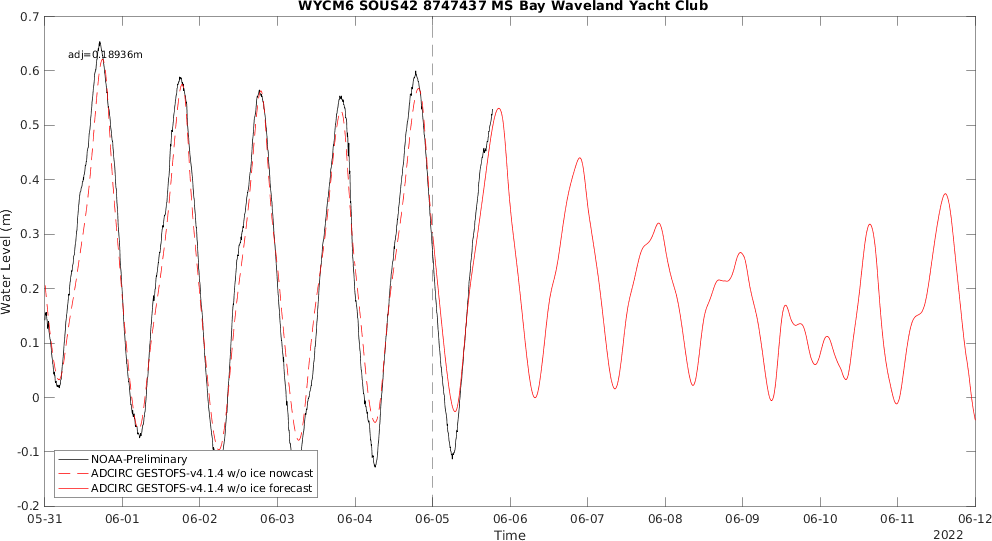 WYCM6 SOUS42 8747437 MS Bay Waveland Yacht Club
0.7
adj=0.18936m
0.6
0.5
0.4
0.3
0.2
0.1
0
-0.1
-0.2
Water Level (m)
NOAA-Preliminary
ADCIRC GESTOFS-v4.1.4 w/o ice nowcast
ADCIRC GESTOFS-v4.1.4 w/o ice forecast
05-31 06-01 06-02 06-03 06-04 06-05 06-06 06-07 06-08 06-09 06-10 06-11 06-12
Time
2022